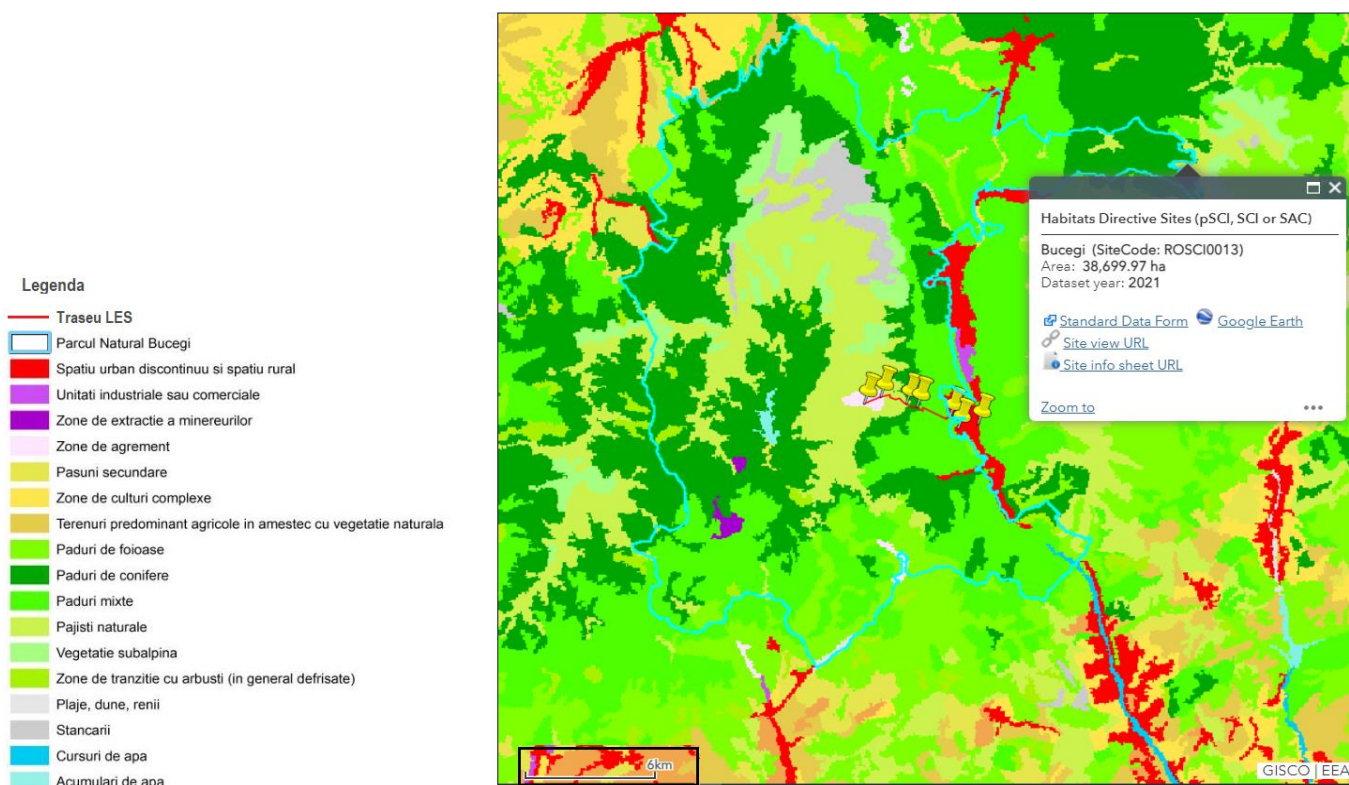 Legenda
Traseu LES
Parcul Natural Bucegi
Spatiu urban discontinuu si spatiu rural
Unitati industriale sau comerciale
Zone de extractie a minereurilor
Zone de agrement
Pasuni secundare
Zone de culturi complexe
Terenuri predominant agricole in amestec cu vegetatie naturala
Paduri de foioase
Paduri de conifere
Paduri mixte
Pajisti naturale
Vegetatie subalpina
Zone de tranzitie cu arbusti (in general defrisate)
Plaje, dune, renii
Stancarii
Cursuri de apa
Acumulari de apa
Habitats Directive Sites (pSCI, SCI or SAC)
Bucegi (SiteCode: ROSCI0013)
Area: 38,699.97 ha
Dataset year: 2021
Standard Data Form Google Earth
Site view URL
Site info sheet URL
Zoom to
6km
GISCO | EEA